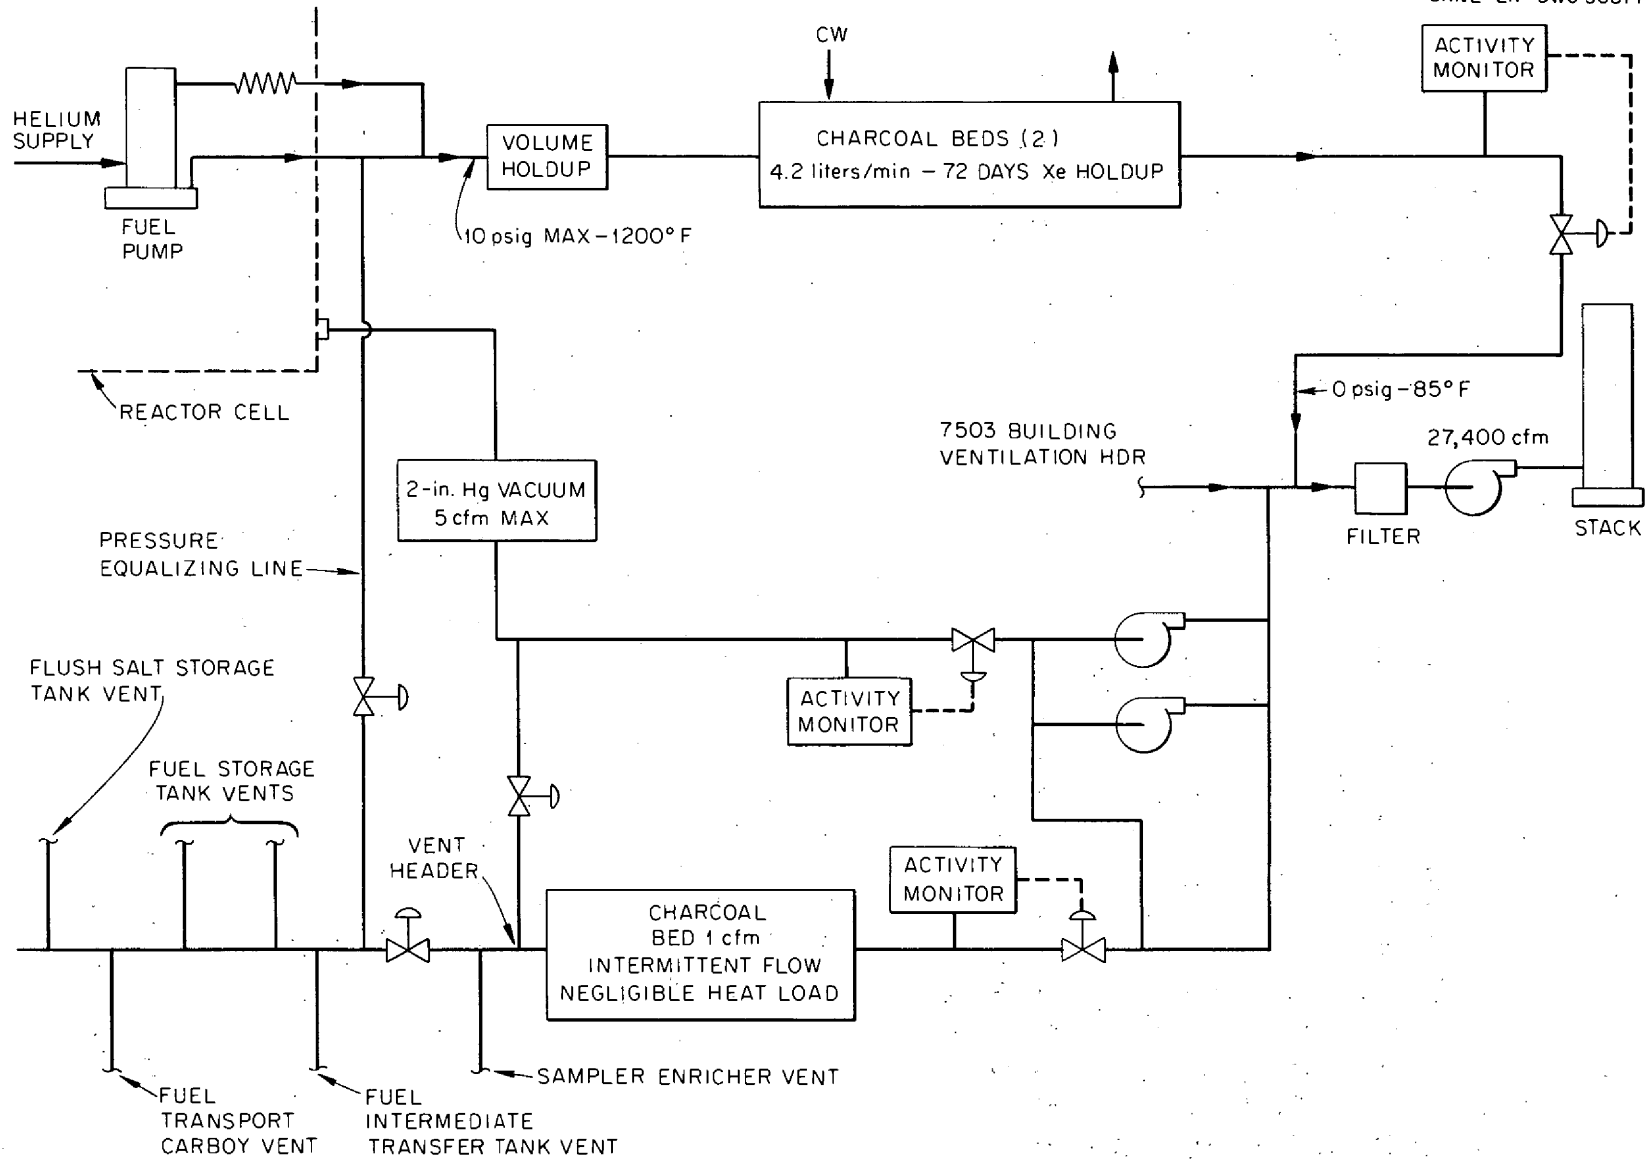 ACTIVITY
MONITOR
CW
HELIUM
SUPPLY
VOLUME
HOLDUP
CHARCOAL BEDS (2)
4.2 liters/min – 72 DAYS Xe HOLDUP
FUEL
PUMP
10 psig MAX – 1200° F
REACTOR CELL
0 psig – 85° F
7503 BUILDING
VENTILATION HDR
27,400 cfm
FILTER
STACK
2-in. Hg VACUUM
5 cfm MAX
PRESSURE
EQUALIZING LINE
FLUSH SALT STORAGE
TANK VENT
ACTIVITY
MONITOR
FUEL STORAGE
TANK VENTS
VENT
HEADER
ACTIVITY
MONITOR
CHARCOAL
BED 1 cfm
INTERMITTENT FLOW
NEGLIGIBLE HEAT LOAD
SAMPLER ENRICHER VENT
FUEL
TRANSPORT
CARBOY VENT
FUEL
INTERMEDIATE
TRANSFER TANK VENT